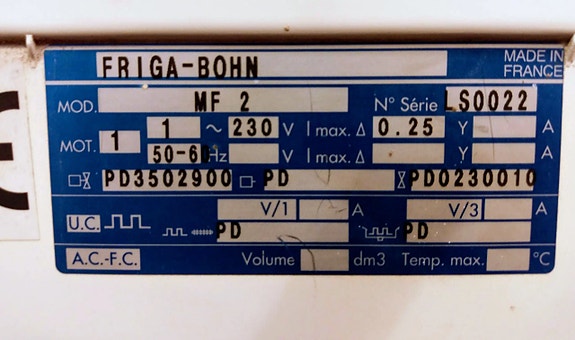 FRIGA-BOHN MADE IN FRANCE
MOD. MF 2 N° Série LS0022
MOT. 1 1 ~ 230 V I max. Δ 0.25 Y A
50-6 Hz V I max. Δ Y A
PD3502900 PD PD0230010
U.C. V/1 A V/3 A
PD PD
A.C.-F.C. Volume dm3 Temp. max. °C